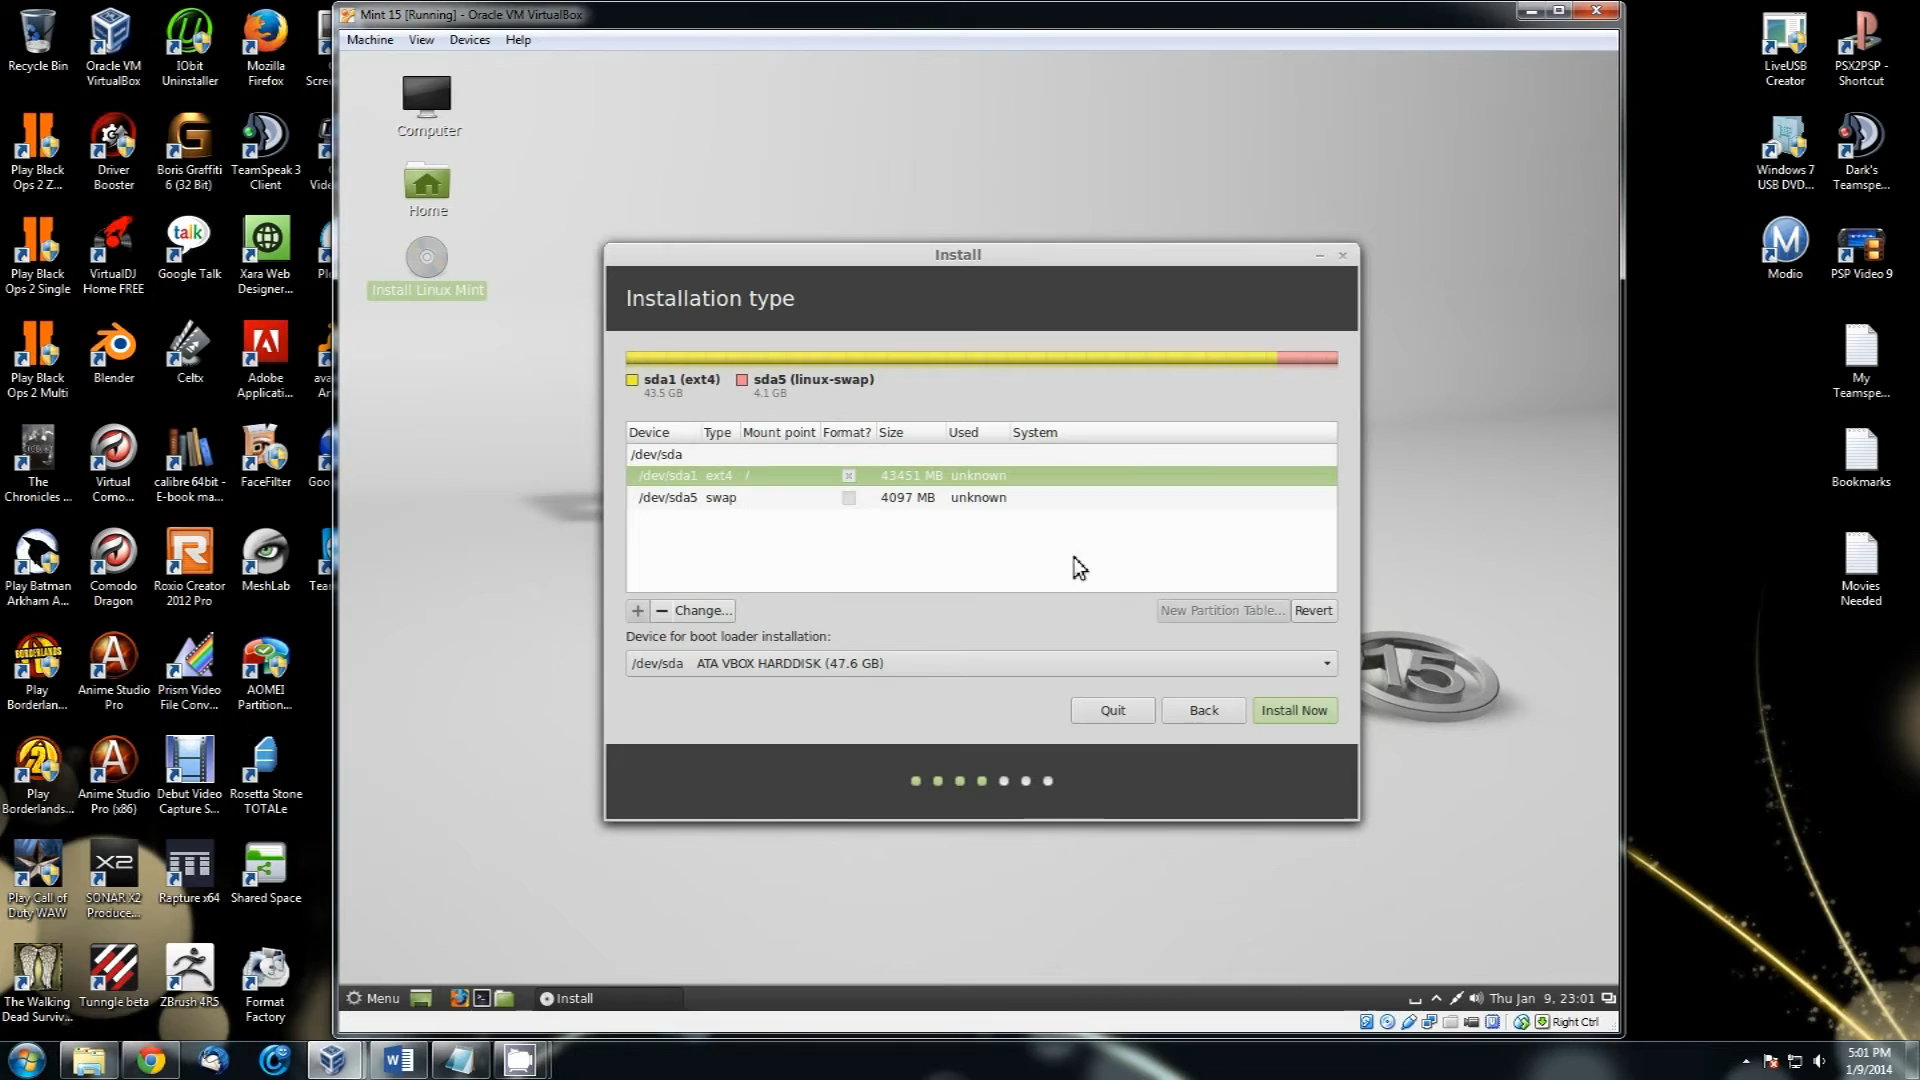 Mint 15 [Running] - Oracle VM VirtualBox
Machine View Devices Help
Recycle Bin
Oracle VM
VirtualBox
IObit
Uninstaller
Mozilla
Firefox
Play Black
Ops 2 Z...
Driver
Booster
Boris Graffiti
6 (32 Bit)
TeamSpeak 3
Client
Play Black
Ops 2 Single
VirtualDJ
Home FREE
talk
Google Talk
Xara Web
Designer...
Play Black
Ops 2 Multi
Blender
Celtx
Adobe
Applicati...
The
Chronicles ...
Virtual
Como...
calibre 64bit -
E-book ma...
FaceFilter
Play Batman
Arkham A...
Comodo
Dragon
Roxio Creator
2012 Pro
MeshLab
BORDERLANDS
Play
Borderlan...
Anime Studio
Pro
Prism Video
File Conv...
AOMEI
Partition...
Play
Borderlands...
Anime Studio
Pro (x86)
Debut Video
Capture S...
Rosetta Stone
TOTALe
Play Call of
Duty WAW
X2
SONAR X2
Produce...
Rapture x64
Shared Space
The Walking
Dead Surviv...
Tunngle beta
ZBrush 4R5
Format
Factory
Computer
Home
Install Linux Mint
Install
Installation type
sda1 (ext4)
43.5 GB
sda5 (linux-swap)
4.1 GB
Device Type Mount point Format? Size Used System
/dev/sda
/dev/sda1 ext4 / 43451 MB unknown
/dev/sda5 swap 4097 MB unknown
+ − Change... New Partition Table... Revert
Device for boot loader installation:
/dev/sda ATA VBOX HARDDISK (47.6 GB)
Quit Back Install Now
15
Menu Install Thu Jan 9, 23:01
Right Ctrl
LiveUSB
Creator
PSX2PSP -
Shortcut
Windows 7
USB DVD...
Dark's
Teamspe...
Modio
PSP Video 9
My
Teamspe...
Bookmarks
Movies
Needed
5:01 PM
1/9/2014